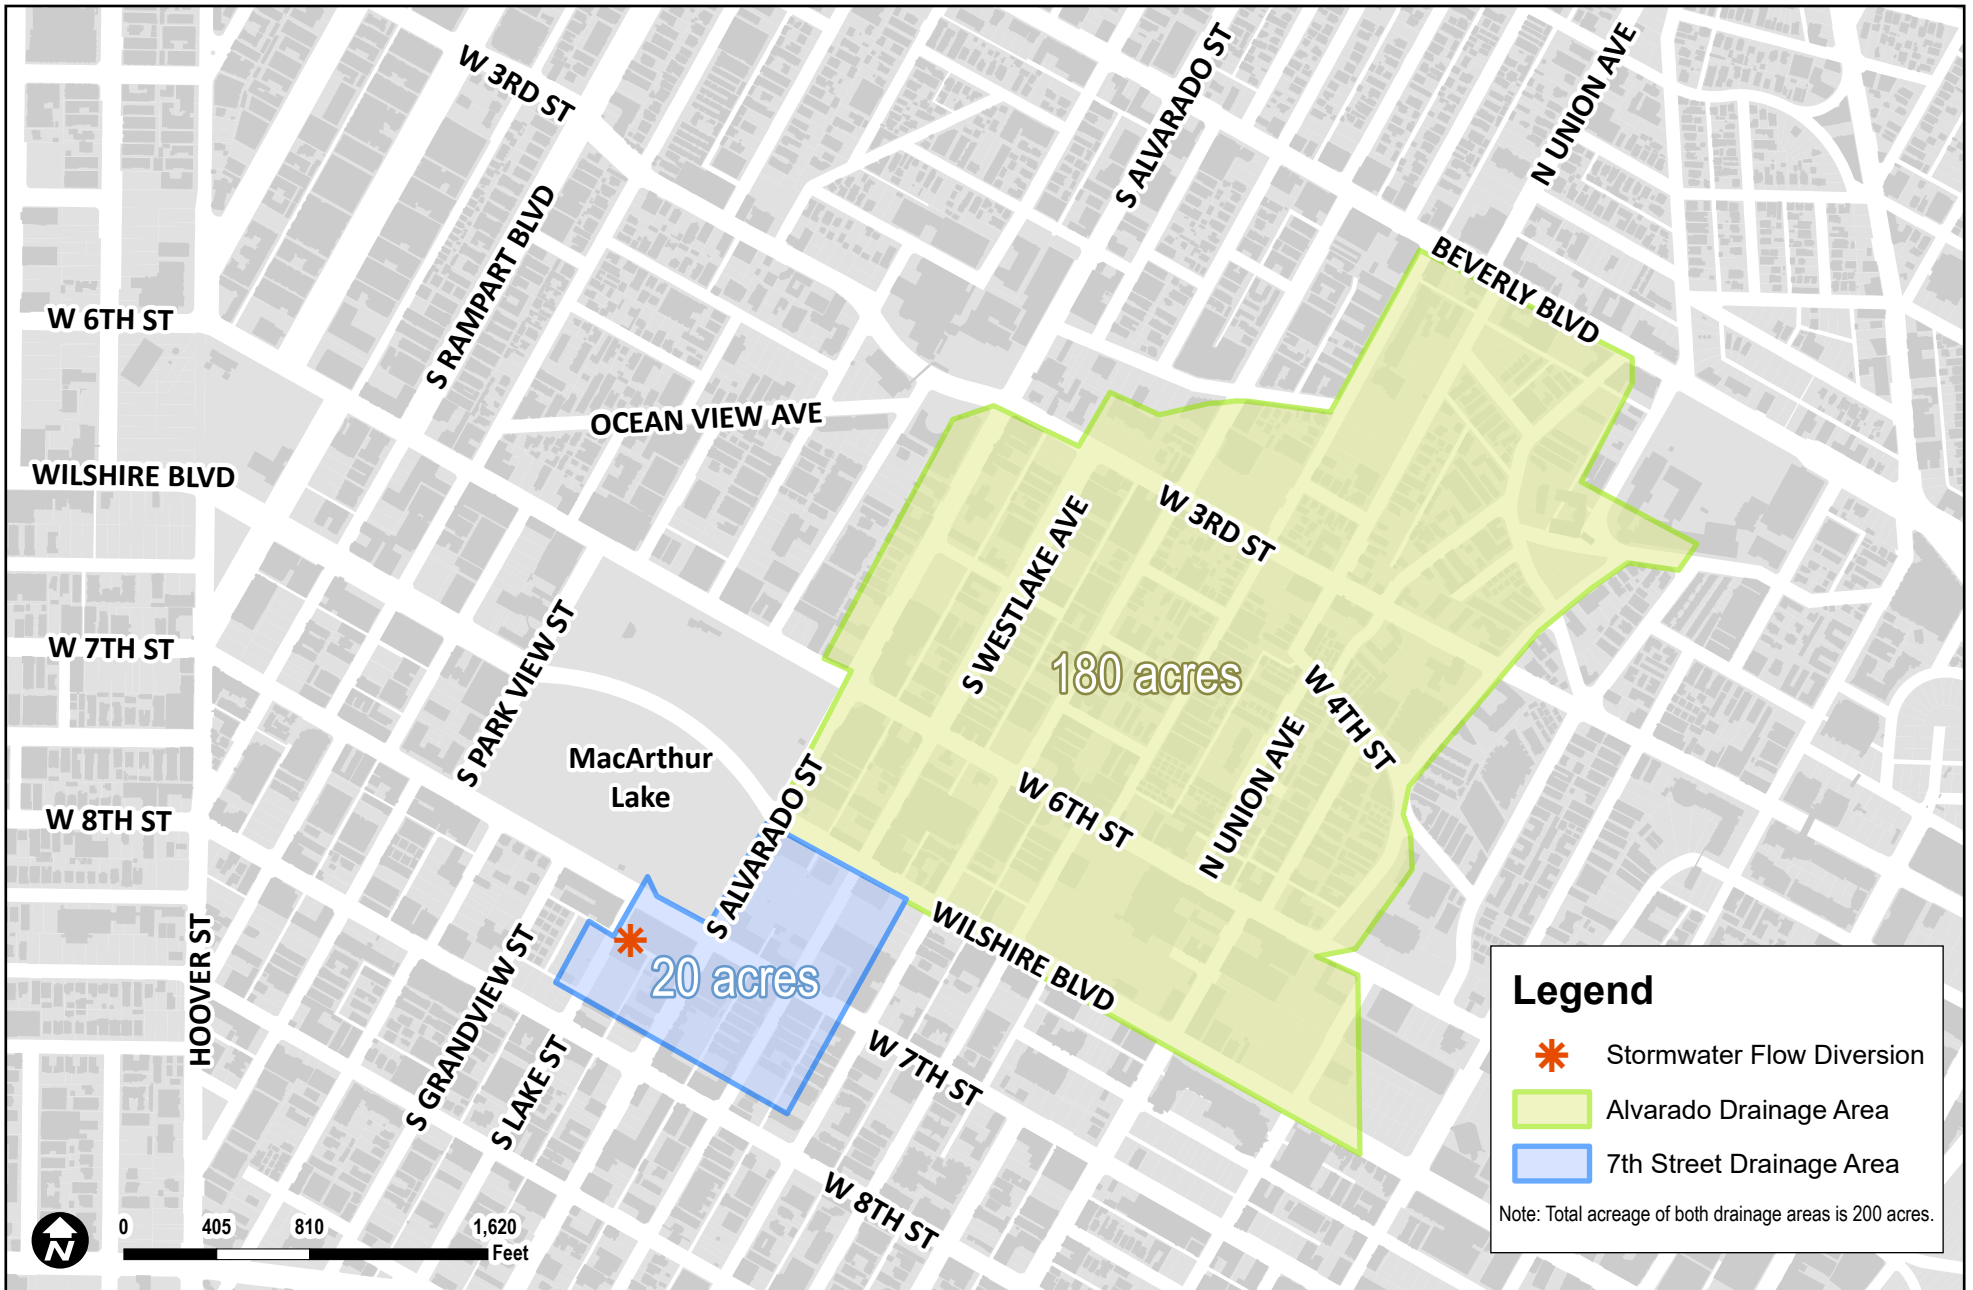 W 3RD ST
S ALVARADO ST
N UNION AVE
S RAMPART BLVD
BEVERLY BLVD
W 6TH ST
OCEAN VIEW AVE
WILSHIRE BLVD
W 3RD ST
S WESTLAKE AVE
W 7TH ST
S PARK VIEW ST
180 acres
W 4TH ST
MacArthur
Lake
S ALVARADO ST
W 6TH ST
N UNION AVE
W 8TH ST
HOOVER ST
S GRANDVIEW ST
20 acres
WILSHIRE BLVD
S LAKE ST
W 7TH ST
W 8TH ST
Legend
Stormwater Flow Diversion
Alvarado Drainage Area
7th Street Drainage Area
Note: Total acreage of both drainage areas is 200 acres.
N
0 405 810 1,620
Feet